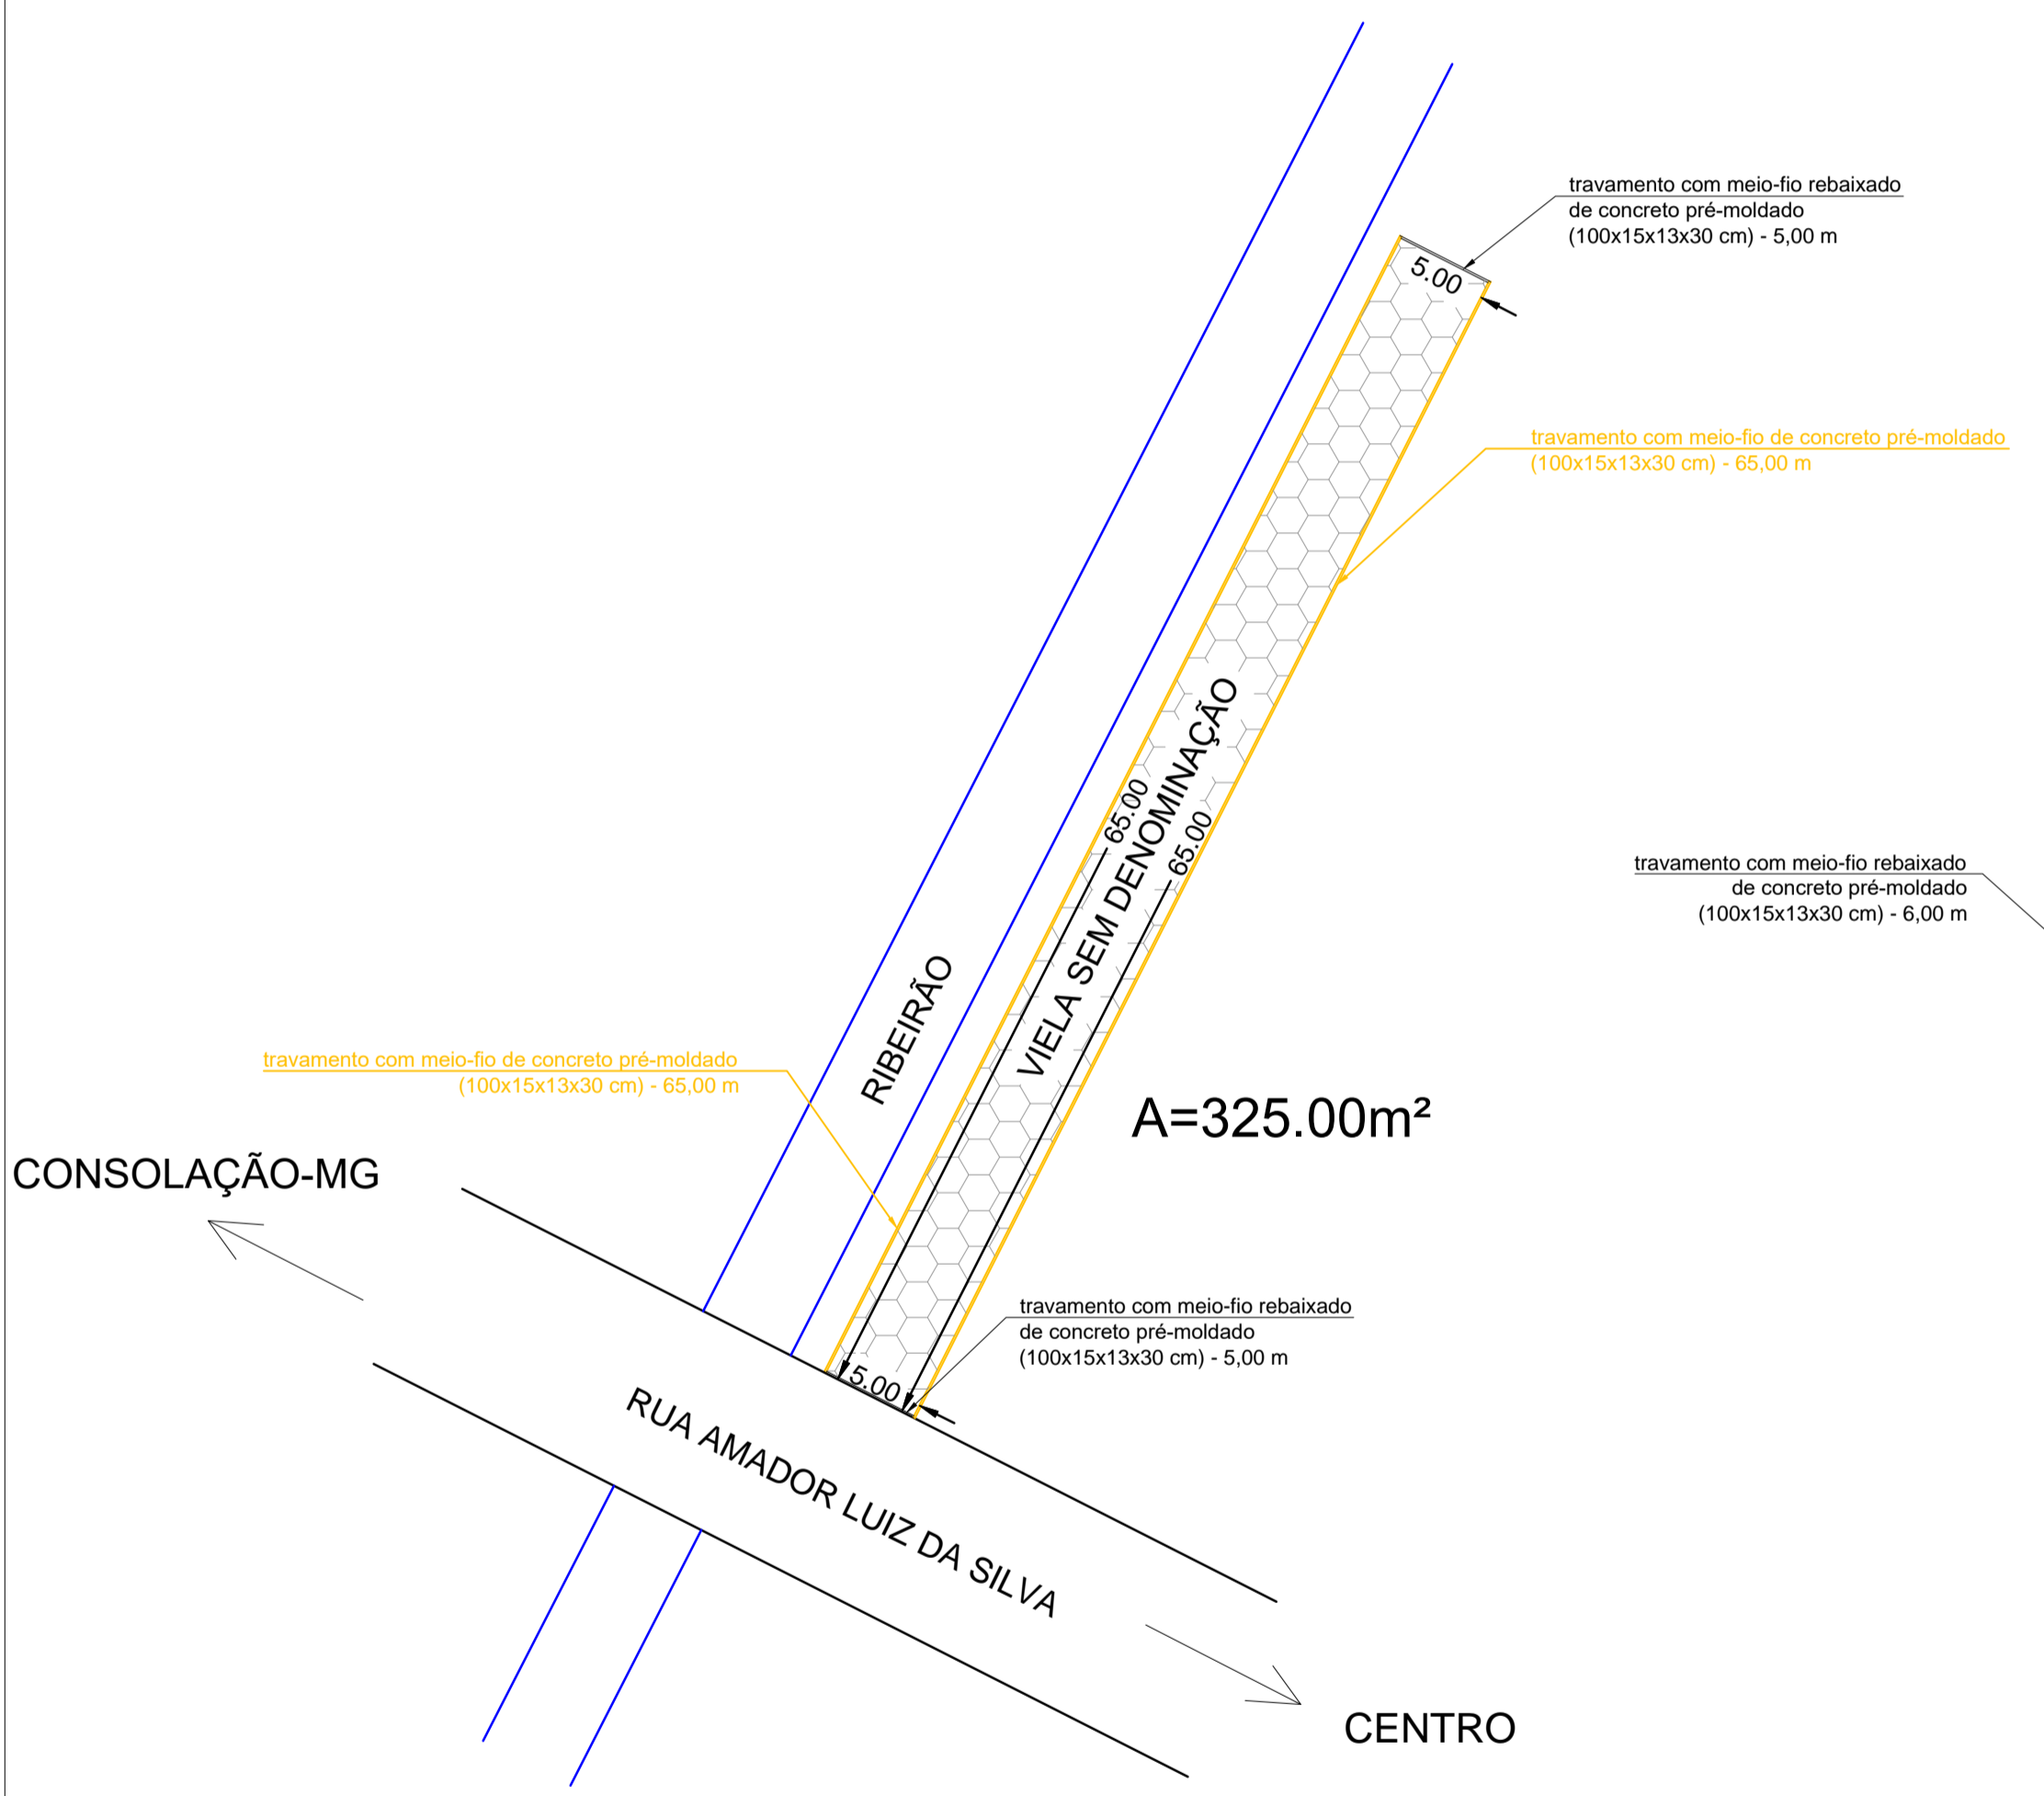 travamento com meio-fio rebaixado
de concreto pré-moldado
(100x15x13x30 cm) - 5,00 m
5.00
travamento com meio-fio de concreto pré-moldado
(100x15x13x30 cm) - 65,00 m
VIELA SEM DENOMINAÇÃO
65.00
65.00
travamento com meio-fio rebaixado
de concreto pré-moldado
(100x15x13x30 cm) - 6,00 m
RIBEIRÃO
travamento com meio-fio de concreto pré-moldado
(100x15x13x30 cm) - 65,00 m
A=325.00m²
CONSOLAÇÃO-MG
travamento com meio-fio rebaixado
de concreto pré-moldado
(100x15x13x30 cm) - 5,00 m
5.00
RUA AMADOR LUIZ DA SILVA
CENTRO